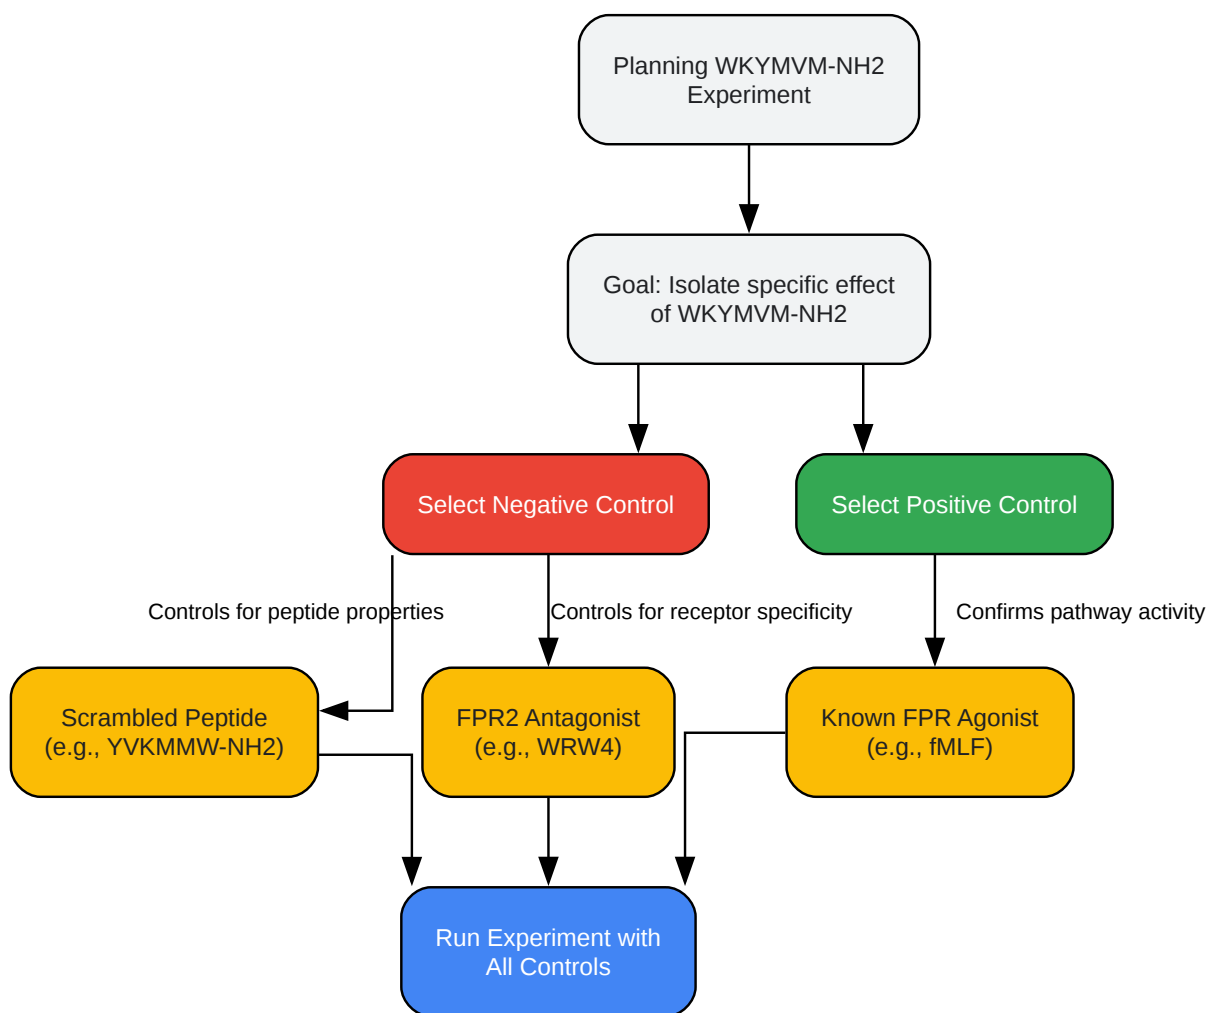 Planning WKYMVM-NH2
Experiment
Goal: Isolate specific effect
of WKYMVM-NH2
Select Negative Control
Select Positive Control
Controls for peptide properties
Controls for receptor specificity
Confirms pathway activity
Scrambled Peptide
(e.g., YVKMMW-NH2)
FPR2 Antagonist
(e.g., WRW4)
Known FPR Agonist
(e.g., fMLF)
Run Experiment with
All Controls